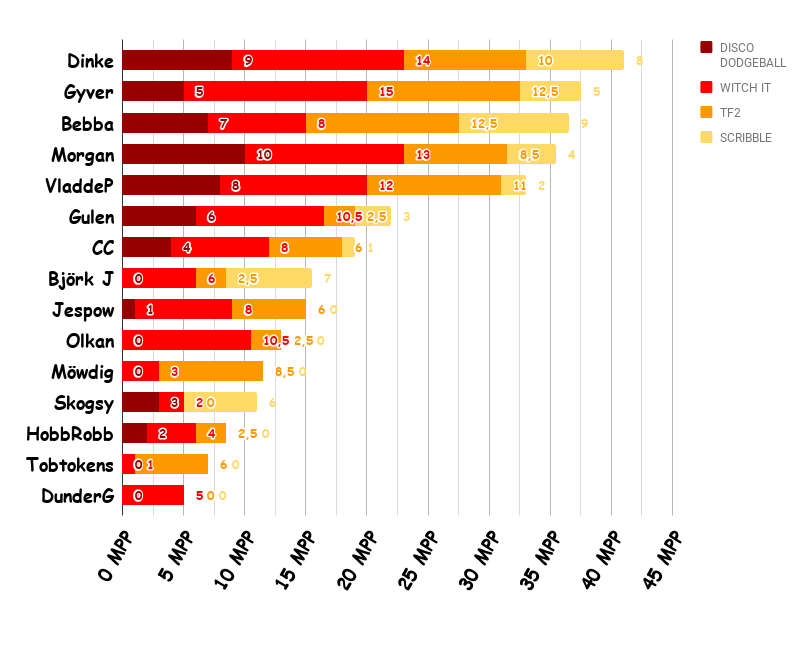 Dinke 9 14 10 8
Gyver 5 15 12,5 5
Bebba 7 8 12,5 9
Morgan 10 13 8,5 4
VladdeP 8 12 11 2
Gulen 6 10,5 2,5 3
CC 4 8 6 1
Björk J 0 6 2,5 7
Jespow 1 8 6 0
Olkan 0 10,5 2,5 0
Möwdig 0 3 8,5 0
Skogsy 3 2 0 6
HobbRobb 2 4 2,5 0
Tobtokens 0 1 6 0
DunderG 0 5 0 0
0 MPP 5 MPP 10 MPP 15 MPP 20 MPP 25 MPP 30 MPP 35 MPP 40 MPP 45 MPP
DISCO
DODGEBALL
WITCH IT
TF2
SCRIBBLE